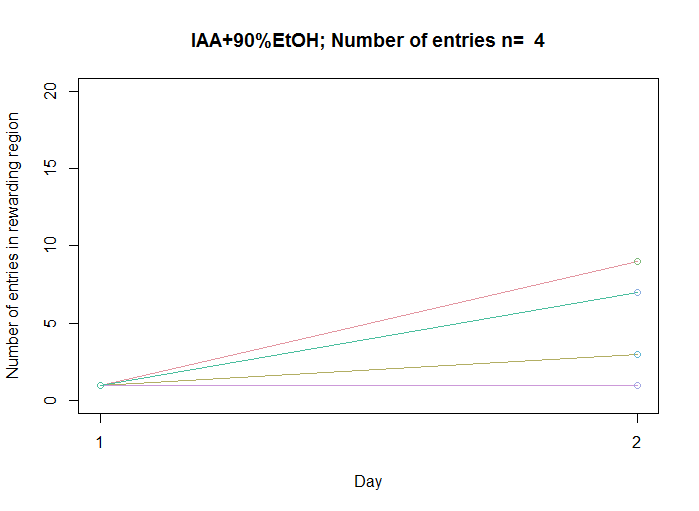 IAA+90%EtOH; Number of entries n=  4
Number of entries in rewarding region
20
15
10
5
0
1
2
Day